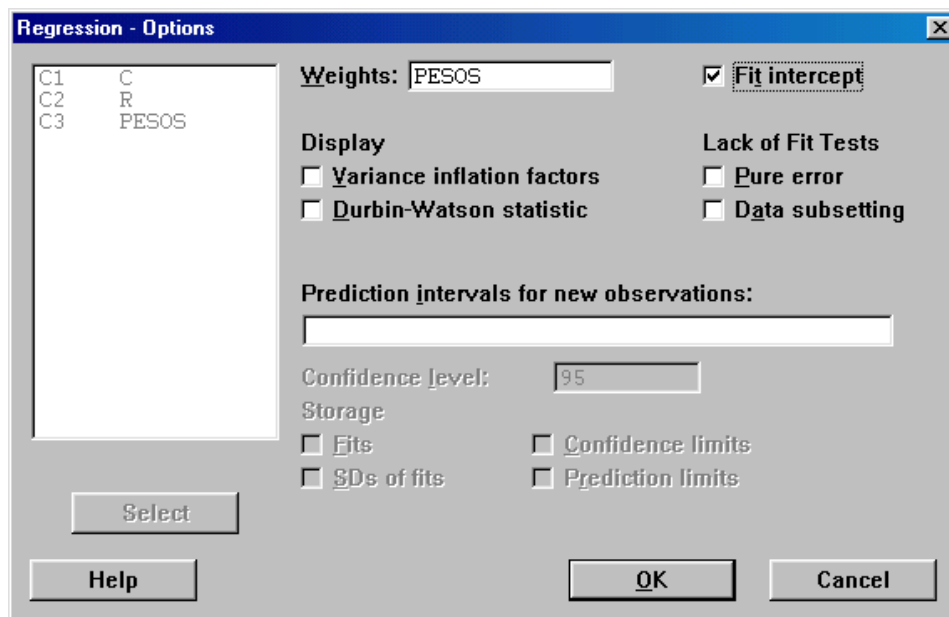 Regression - Options
C1 C
C2 R
C3 PESOS
Weights: PESOS
Fit intercept
Display
Variance inflation factors
Durbin-Watson statistic
Lack of Fit Tests
Pure error
Data subsetting
Prediction intervals for new observations:
Confidence level: 95
Storage
Fits
Confidence limits
SDs of fits
Prediction limits
Select
Help
OK
Cancel